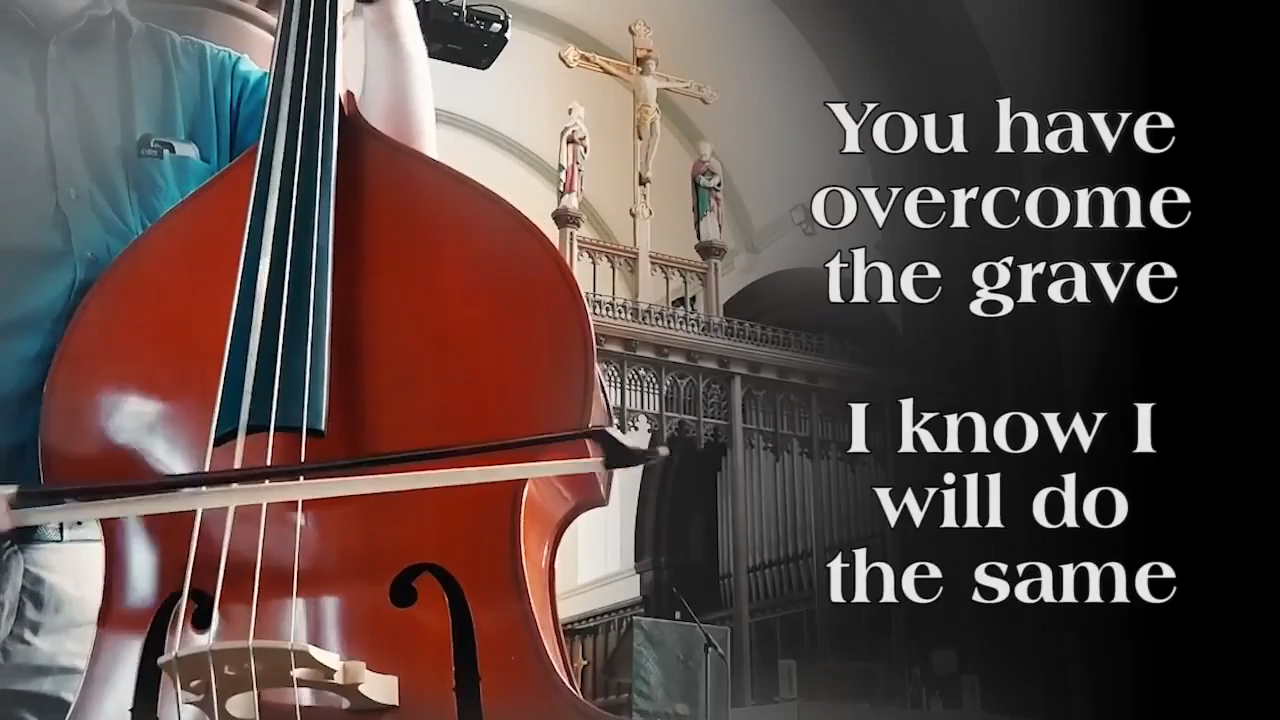 You have
overcome
the grave
I know I
will do
the same